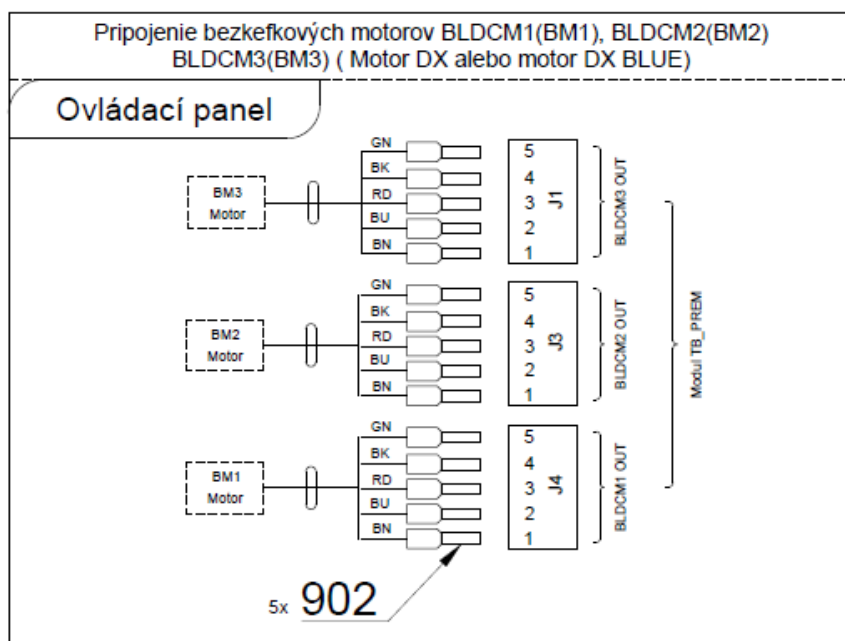 Pripojenie bezkefkových motorov BLDCM1(BM1), BLDCM2(BM2)
BLDCM3(BM3) ( Motor DX alebo motor DX BLUE)
Ovládací panel
BM3
Motor
GN
BK
RD
BU
BN
5
4
3
2
1
J1
BLDCM3 OUT
BM2
Motor
GN
BK
RD
BU
BN
5
4
3
2
1
J3
BLDCM2 OUT
Modul TB_PREM
BM1
Motor
GN
BK
RD
BU
BN
5
4
3
2
1
J4
BLDCM1 OUT
5x 902